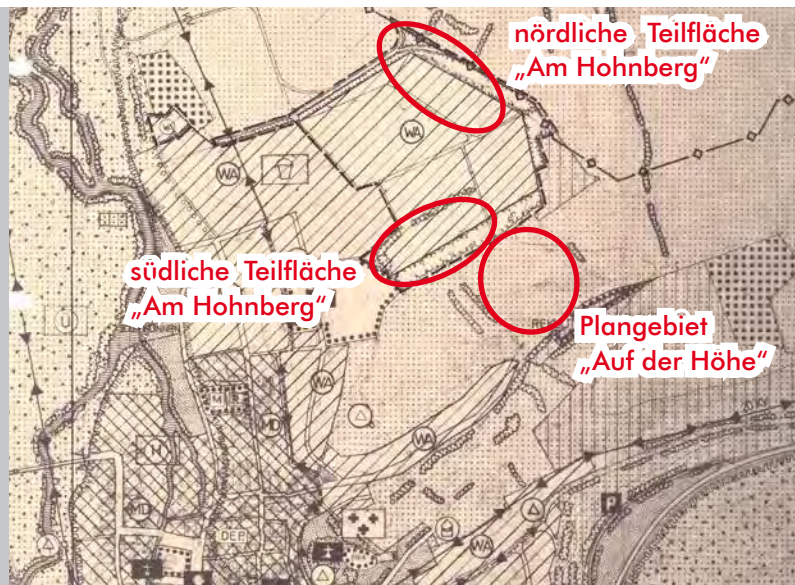 nördliche Teilfläche
„Am Hohnberg“
WA
WA
südliche Teilfläche
„Am Hohnberg“
Plangebiet
„Auf der Höhe“
Ü
WA
M
MD
WA
H
MD
DEP.
WA
P